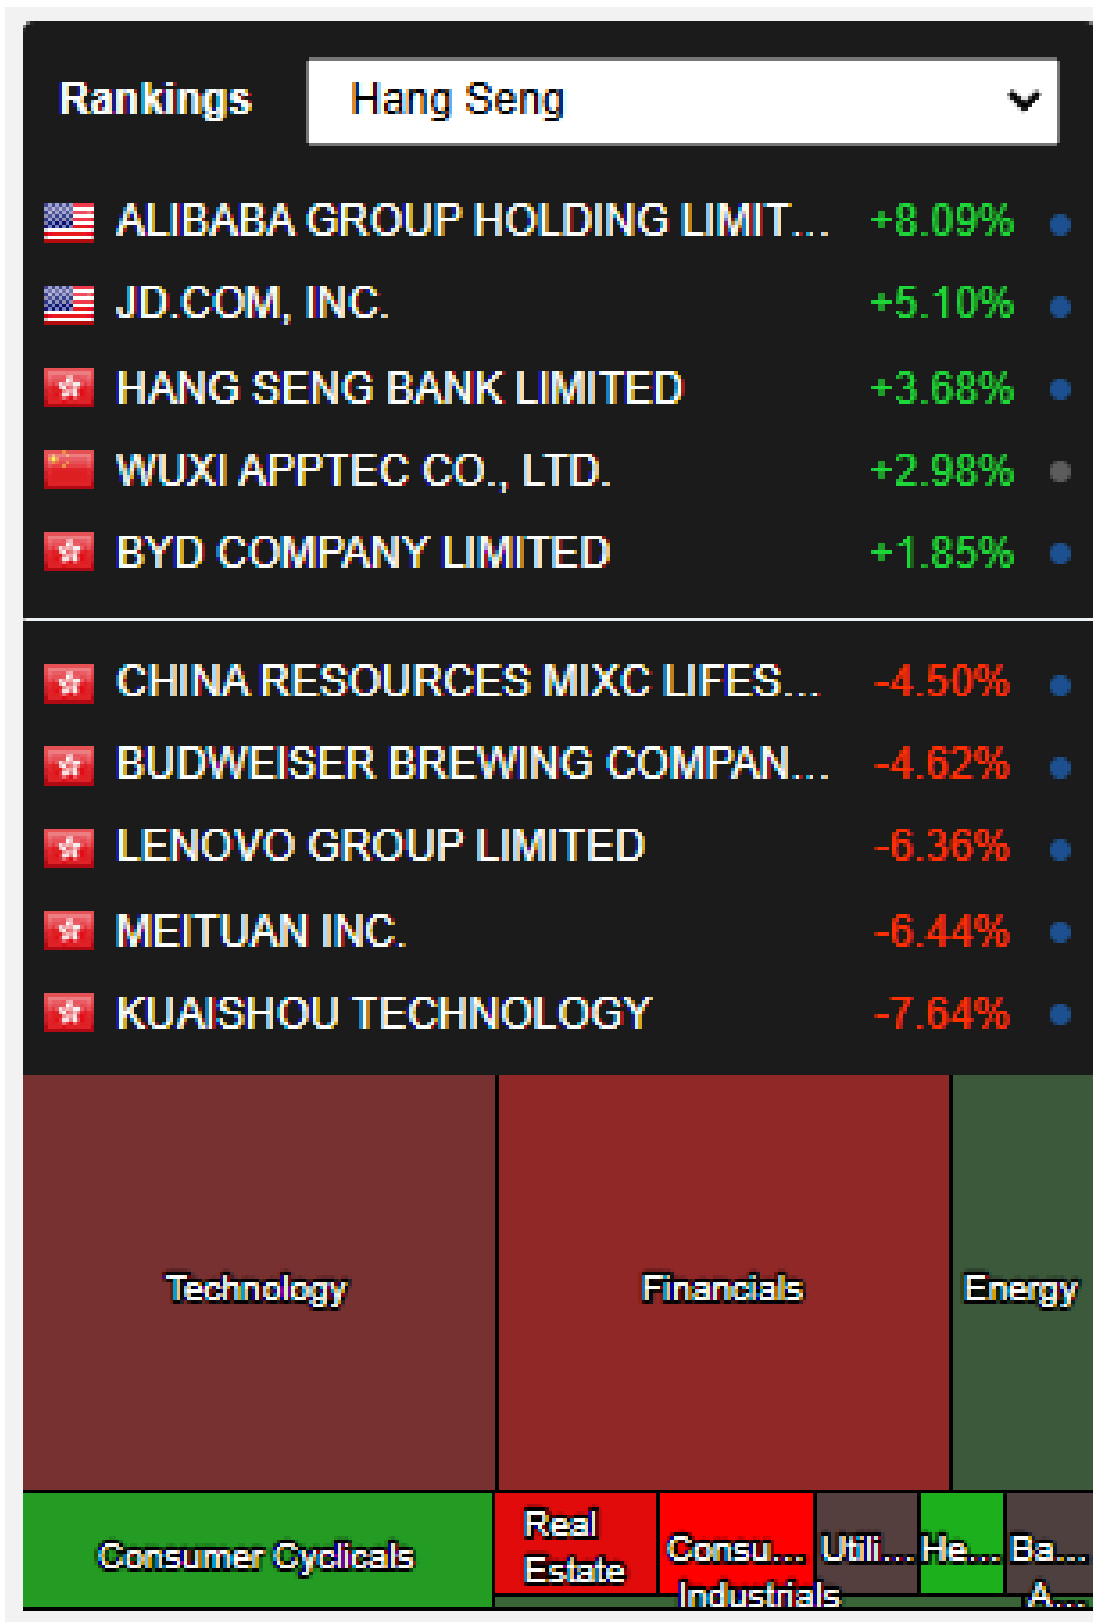 Rankings
Hang Seng
ALIBABA GROUP HOLDING LIMIT... +8.09%
JD.COM, INC. +5.10%
HANG SENG BANK LIMITED +3.68%
WUXI APPTEC CO., LTD. +2.98%
BYD COMPANY LIMITED +1.85%
CHINA RESOURCES MIXC LIFES... -4.50%
BUDWEISER BREWING COMPAN... -4.62%
LENOVO GROUP LIMITED -6.36%
MEITUAN INC. -6.44%
KUAISHOU TECHNOLOGY -7.64%
Technology
Financials
Energy
Consumer Cyclicals
Real
Estate
Consu...
Utili...
He...
Ba...
Industrials
A...